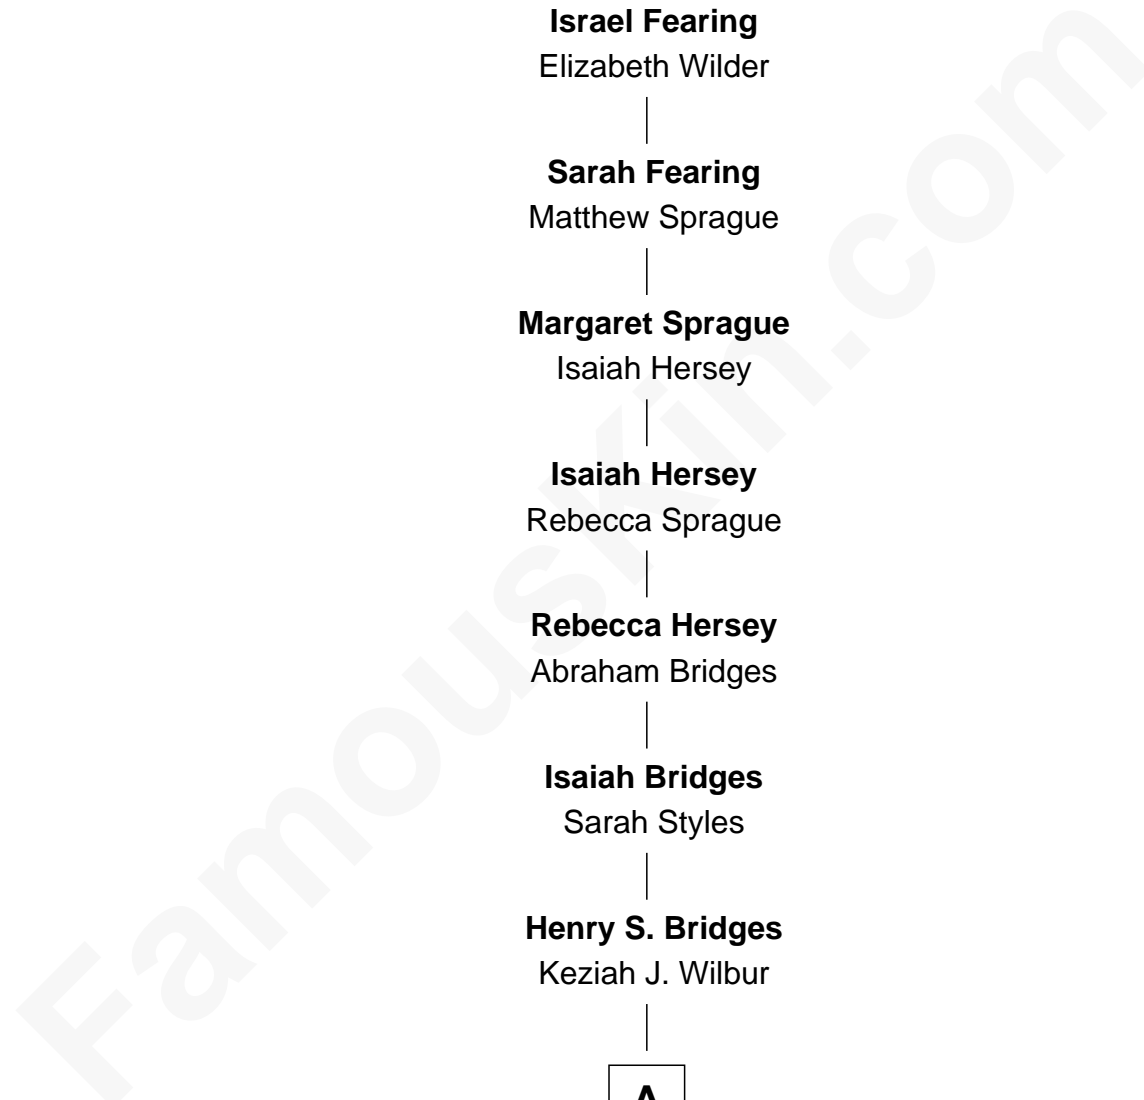 Israel Fearing
Elizabeth Wilder
Sarah Fearing
Matthew Sprague
Margaret Sprague
Isaiah Hersey
Isaiah Hersey
Rebecca Sprague
Rebecca Hersey
Abraham Bridges
Isaiah Bridges
Sarah Styles
Henry S. Bridges
Keziah J. Wilbur
A
FamousKin.com